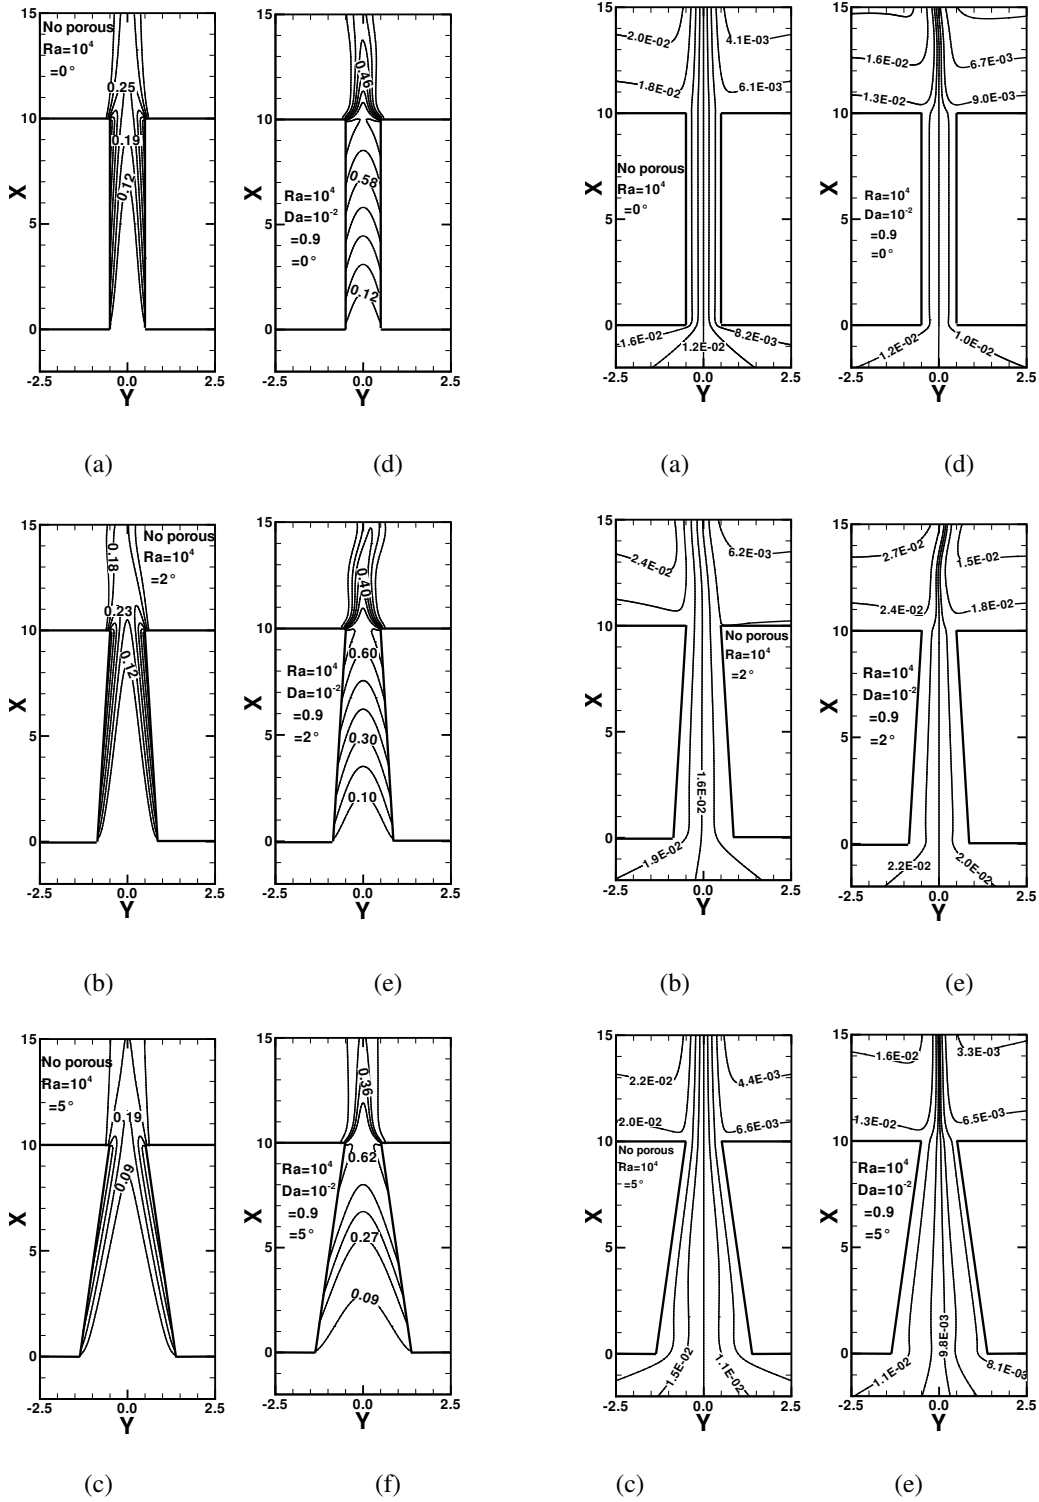 15
No porous
Ra=10⁴
=0°
0.25
10
0.19
0.12
X
5
0
-2.5
0.0
2.5
Y
(a)
15
0.46
10
0.58
Ra=10⁴
Da=10⁻²
=0.9
=0°
X
5
0.12
0
-2.5
0.0
2.5
Y
(d)
15
2.0E-02
4.1E-03
1.8E-02
6.1E-03
10
No porous
Ra=10⁴
=0°
X
5
0
-1.6E-02
1.2E-02
8.2E-03
-2.5
0.0
2.5
Y
(a)
15
1.6E-02
6.7E-03
1.3E-02
9.0E-03
10
Ra=10⁴
Da=10⁻²
=0.9
=0°
X
5
0
1.2E-02
1.0E-02
-2.5
0.0
2.5
Y
(d)
15
No porous
Ra=10⁴
=2°
0.18
0.23
10
0.12
X
5
0
-2.5
0.0
2.5
Y
(b)
15
0.40
10
0.60
Ra=10⁴
Da=10⁻²
=0.9
=2°
X
5
0.30
0.10
0
-2.5
0.0
2.5
Y
(e)
15
2.4E-02
6.2E-03
10
No porous
Ra=10⁴
=2°
X
5
1.6E-02
0
1.9E-02
-2.5
0.0
2.5
Y
(b)
15
2.7E-02
1.5E-02
2.4E-02
1.8E-02
10
Ra=10⁴
Da=10⁻²
=0.9
=2°
X
5
0
2.2E-02
2.0E-02
-2.5
0.0
2.5
Y
(e)
15
No porous
Ra=10⁴
=5°
0.19
10
0.09
X
5
0
-2.5
0.0
2.5
Y
(c)
15
0.36
10
0.62
Ra=10⁴
Da=10⁻²
=0.9
=5°
X
5
0.27
0.09
0
-2.5
0.0
2.5
Y
(f)
15
2.2E-02
4.4E-03
2.0E-02
6.6E-03
10
No porous
Ra=10⁴
=5°
X
5
0
1.5E-02
1.1E-02
-2.5
0.0
2.5
Y
(c)
15
1.6E-02
3.3E-03
1.3E-02
6.5E-03
10
Ra=10⁴
Da=10⁻²
=0.9
=5°
X
5
9.8E-03
0
1.1E-02
8.1E-03
-2.5
0.0
2.5
Y
(e)